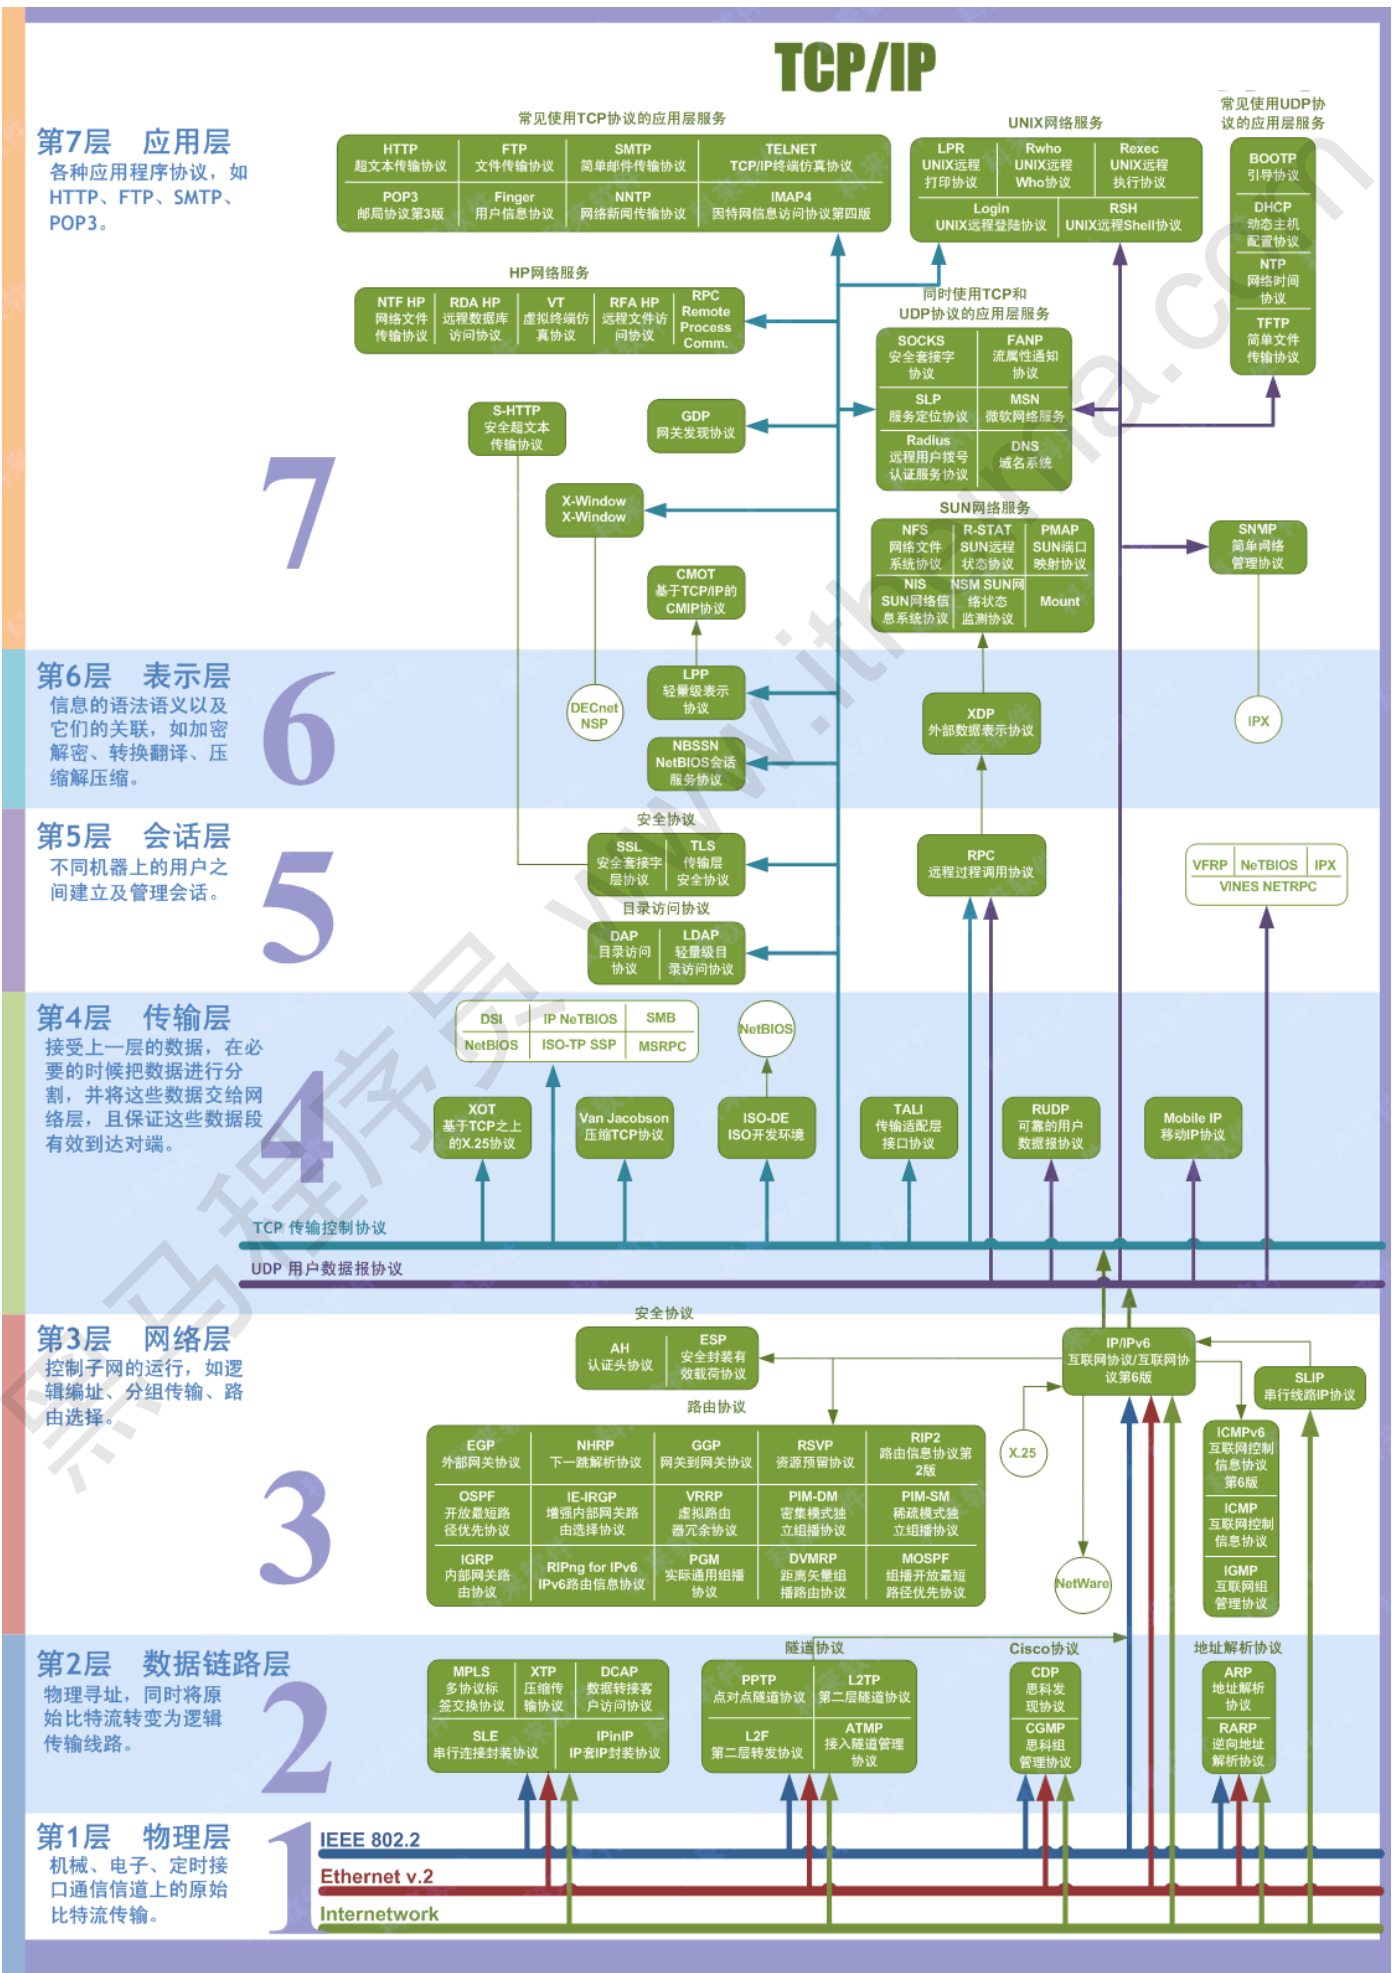 TCP/IP
第7层 应用层
各种应用程序协议，如
HTTP、FTP、SMTP、
POP3。
常见使用TCP协议的应用层服务
HTTP
超文本传输协议
FTP
文件传输协议
SMTP
简单邮件传输协议
TELNET
TCP/IP终端仿真协议
POP3
邮局协议第3版
Finger
用户信息协议
NNTP
网络新闻传输协议
IMAP4
因特网信息访问协议第四版
UNIX网络服务
LPR
UNIX远程
打印协议
Rwho
UNIX远程
Who协议
Rexec
UNIX远程
执行协议
Login
UNIX远程登陆协议
RSH
UNIX远程Shell协议
常见使用UDP协
议的应用层服务
BOOTP
引导协议
DHCP
动态主机
配置协议
NTP
网络时间
协议
TFTP
简单文件
传输协议
HP网络服务
NTF HP
网络文件
传输协议
RDA HP
远程数据库
访问协议
VT
虚拟终端仿
真协议
RFA HP
远程文件访
问协议
RPC
Remote
Process
Comm.
同时使用TCP和
UDP协议的应用层服务
SOCKS
安全套接字
协议
FANP
流属性通知
协议
SLP
服务定位协议
MSN
微软网络服务
Radius
远程用户拨号
认证服务协议
DNS
域名系统
S-HTTP
安全超文本
传输协议
GDP
网关发现协议
7
X-Window
X-Window
SUN网络服务
NFS
网络文件
系统协议
R-STAT
SUN远程
状态协议
PMAP
SUN端口
映射协议
NIS
SUN网络信
息系统协议
NSM SUN网
络状态
监测协议
Mount
SNMP
简单网络
管理协议
CMOT
基于TCP/IP的
CMIP协议
第6层 表示层
信息的语法语义以及
它们的关联，如加密
解密、转换翻译、压
缩解压缩。
6
DECnet
NSP
LPP
轻量级表示
协议
NBSSN
NetBIOS会话
服务协议
XDP
外部数据表示协议
IPX
第5层 会话层
不同机器上的用户之
间建立及管理会话。
5
安全协议
SSL
安全套接字
层协议
TLS
传输层
安全协议
目录访问协议
DAP
目录访问
协议
LDAP
轻量级目
录访问协议
RPC
远程过程调用协议
VFRP
NeTBIOS
IPX
VINES NETRPC
第4层 传输层
接受上一层的数据，在必
要的时候把数据进行分
割，并将这些数据交给网
络层，且保证这些数据段
有效到达对端。
4
DSI
IP NeTBIOS
SMB
NetBIOS
ISO-TP SSP
MSRPC
NetBIOS
XOT
基于TCP之上
的X.25协议
Van Jacobson
压缩TCP协议
ISO-DE
ISO开发环境
TALI
传输适配层
接口协议
RUDP
可靠的用户
数据报协议
Mobile IP
移动IP协议
TCP 传输控制协议
UDP 用户数据报协议
第3层 网络层
控制子网的运行，如逻
辑编址、分组传输、路
由选择。
3
安全协议
AH
认证头协议
ESP
安全封装有
效载荷协议
IP/IPv6
互联网协议/互联网协
议第6版
SLIP
串行线路IP协议
路由协议
EGP
外部网关协议
NHRP
下一跳解析协议
GGP
网关到网关协议
RSVP
资源预留协议
RIP2
路由信息协议第
2版
OSPF
开放最短路
径优先协议
IE-IRGP
增强内部网关路
由选择协议
VRRP
虚拟路由
器冗余协议
PIM-DM
密集模式独
立组播协议
PIM-SM
稀疏模式独
立组播协议
IGRP
内部网关路
由协议
RIPng for IPv6
IPv6路由信息协议
PGM
实际通用组播
协议
DVMRP
距离矢量组
播路由协议
MOSPF
组播开放最短
路径优先协议
X.25
NetWare
ICMPv6
互联网控制
信息协议
第6版
ICMP
互联网控制
信息协议
IGMP
互联网组
管理协议
第2层 数据链路层
物理寻址，同时将原
始比特流转变为逻辑
传输线路。
2
MPLS
多协议标
签交换协议
XTP
压缩传
输协议
DCAP
数据转接客
户访问协议
SLE
串行连接封装协议
IPinIP
IP套IP封装协议
隧道协议
PPTP
点对点隧道协议
L2TP
第二层隧道协议
L2F
第二层转发协议
ATMP
接入隧道管理
协议
Cisco协议
CDP
思科发
现协议
CGMP
思科组
管理协议
地址解析协议
ARP
地址解析
协议
RARP
逆向地址
解析协议
第1层 物理层
机械、电子、定时接
口通信信道上的原始
比特流传输。
1
IEEE 802.2
Ethernet v.2
Internetwork
黑马程序员 www.itheima.com